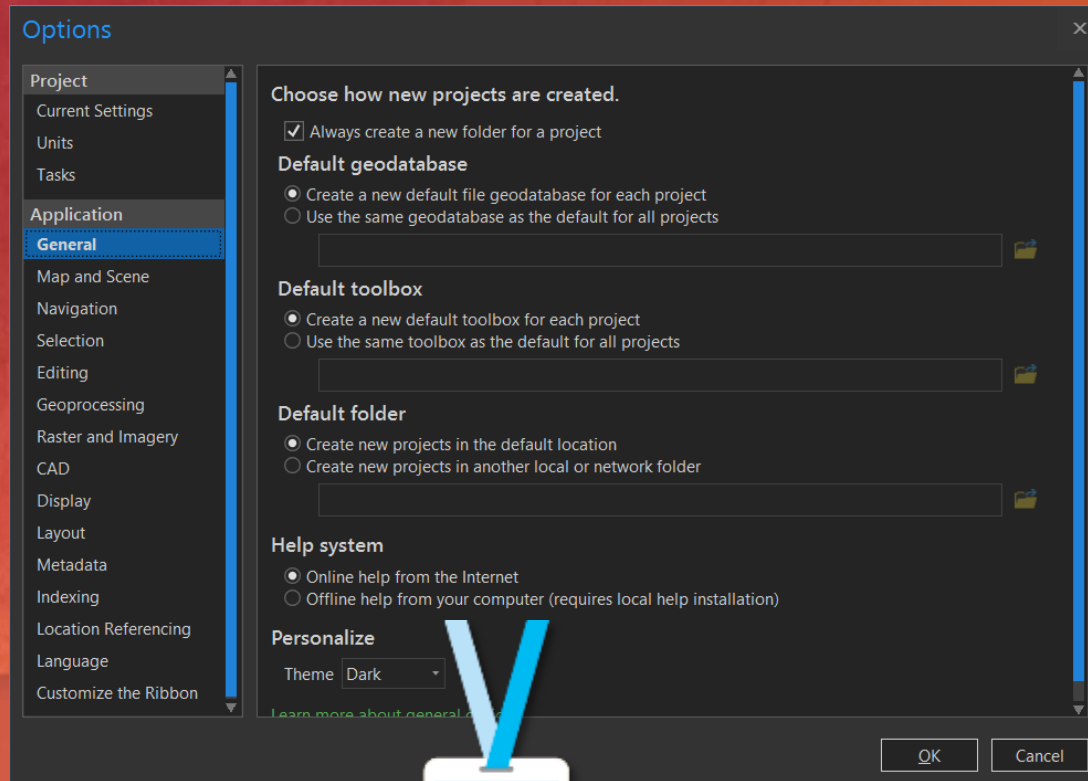 Options
Project
Current Settings
Units
Tasks
Application
General
Map and Scene
Navigation
Selection
Editing
Geoprocessing
Raster and Imagery
CAD
Display
Layout
Metadata
Indexing
Location Referencing
Language
Customize the Ribbon
Choose how new projects are created.
Always create a new folder for a project
Default geodatabase
Create a new default file geodatabase for each project
Use the same geodatabase as the default for all projects
Default toolbox
Create a new default toolbox for each project
Use the same toolbox as the default for all projects
Default folder
Create new projects in the default location
Create new projects in another local or network folder
Help system
Online help from the Internet
Offline help from your computer (requires local help installation)
Personalize
Theme Dark
Learn more about general
OK Cancel